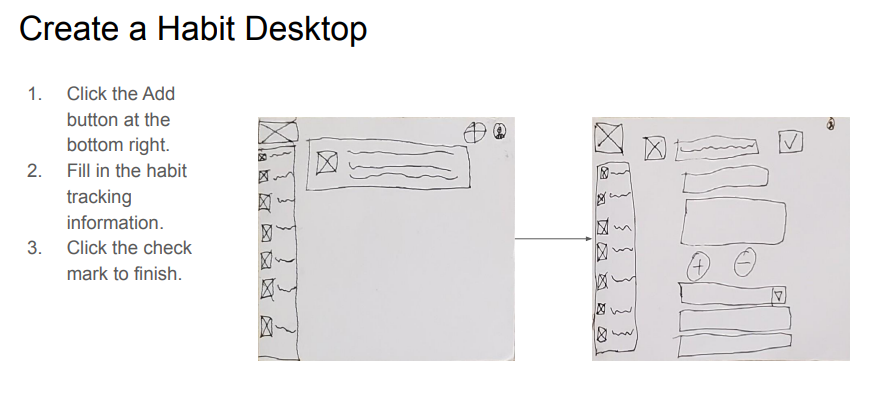 Create a Habit Desktop
1. Click the Add
button at the
bottom right.
2. Fill in the habit
tracking
information.
3. Click the check
mark to finish.